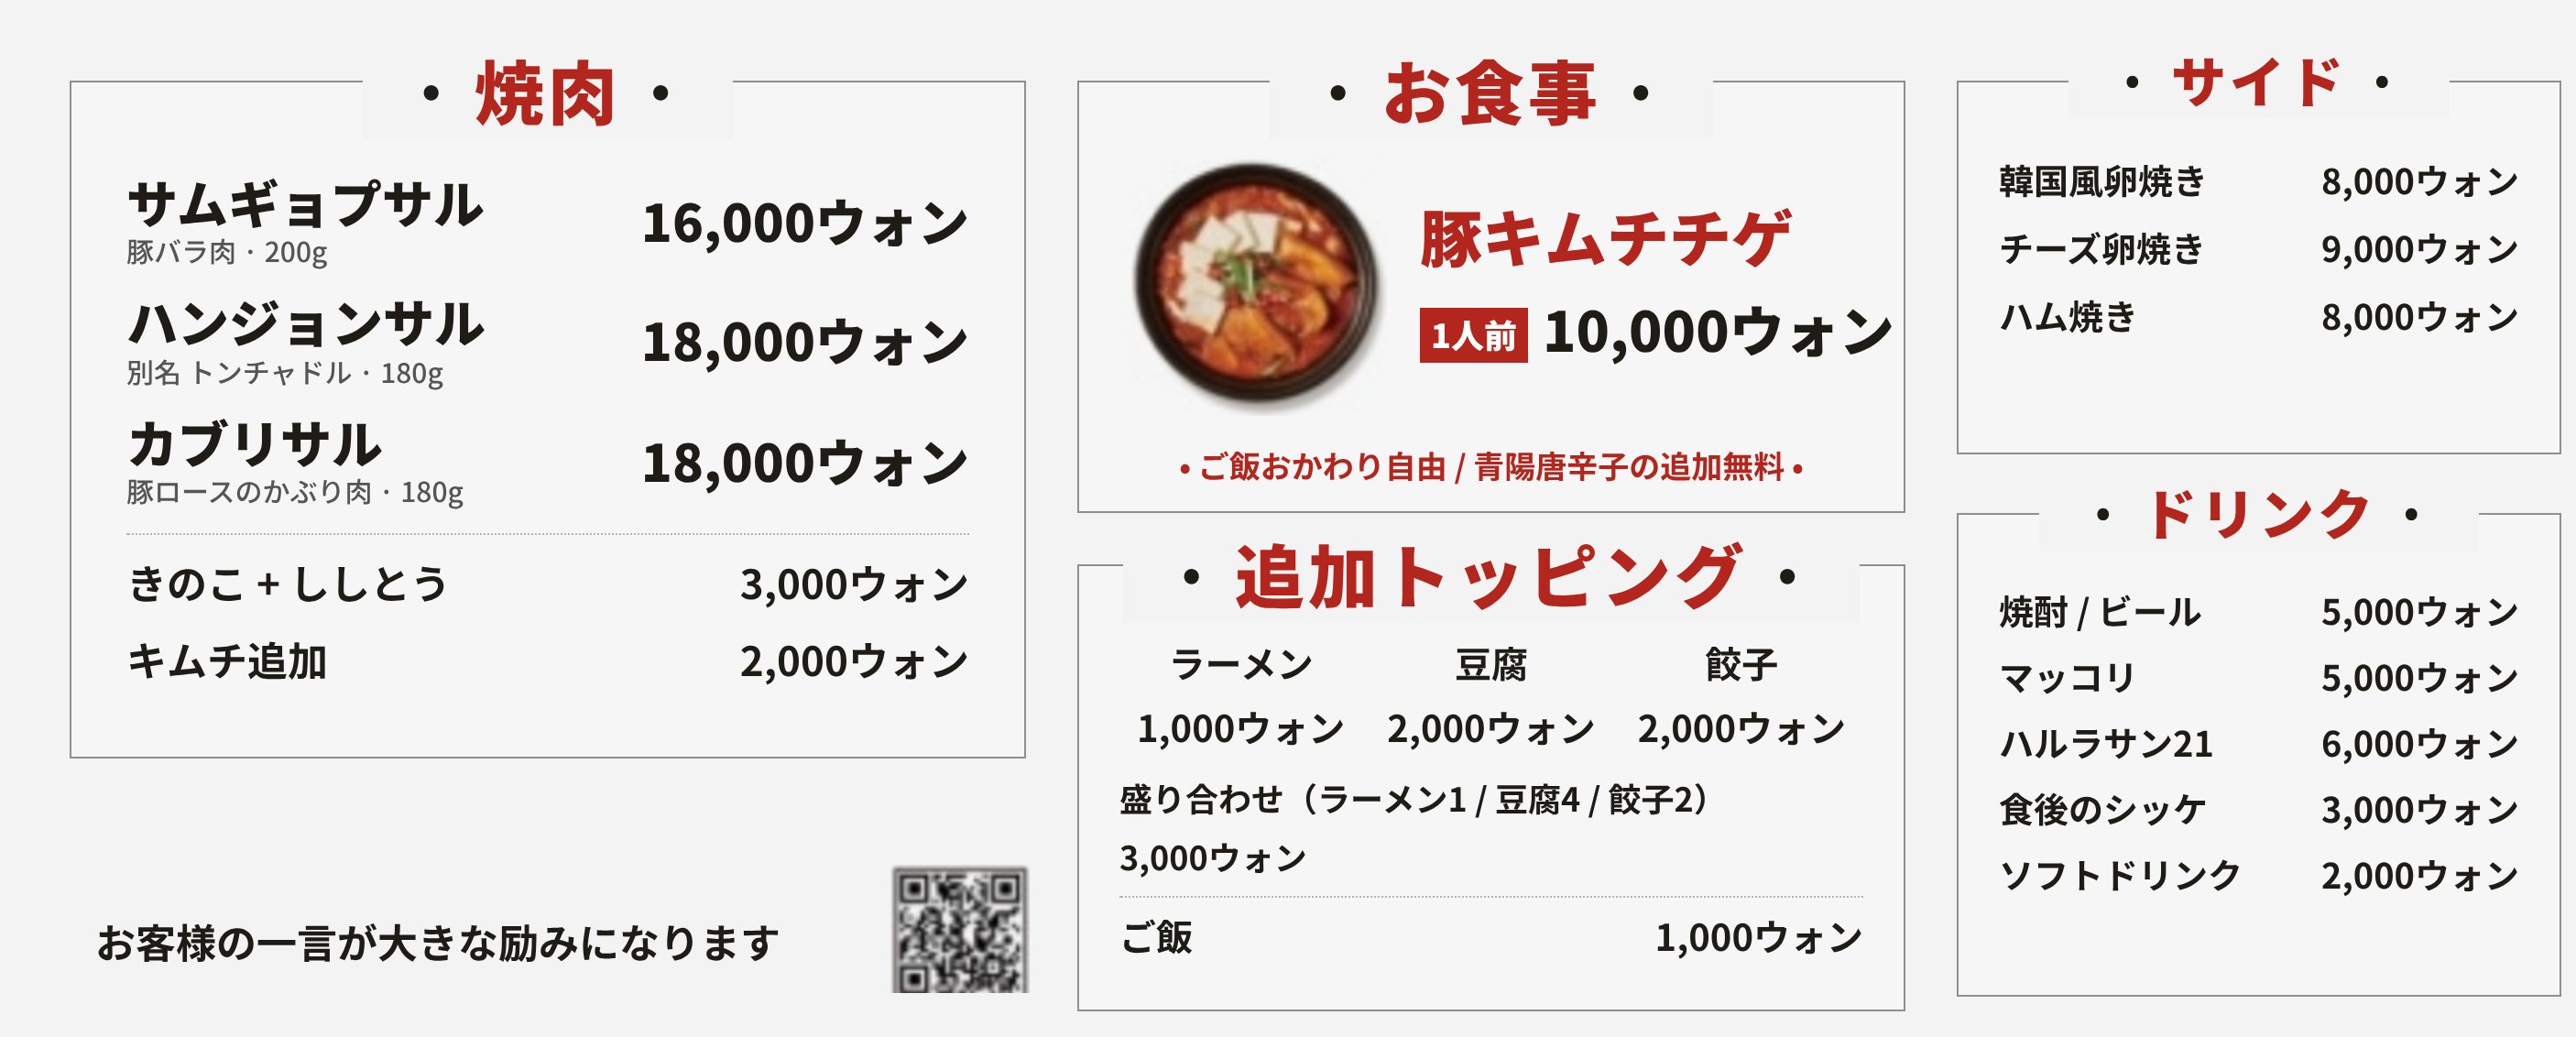 ・焼肉・
サムギョプサル 16,000ウォン
豚バラ肉・200g
ハンジョンサル 18,000ウォン
別名 トンチャドル・180g
カブリサル 18,000ウォン
豚ロースのかぶり肉・180g
きのこ + ししとう 3,000ウォン
キムチ追加 2,000ウォン
お客様の一言が大きな励みになります
・お食事・
豚キムチチゲ
1人前 10,000ウォン
• ご飯おかわり自由 / 青陽唐辛子の追加無料 •
・追加トッピング・
ラーメン 豆腐 餃子
1,000ウォン 2,000ウォン 2,000ウォン
盛り合わせ（ラーメン1 / 豆腐4 / 餃子2）
3,000ウォン
ご飯 1,000ウォン
・サイド・
韓国風卵焼き 8,000ウォン
チーズ卵焼き 9,000ウォン
ハム焼き 8,000ウォン
・ドリンク・
焼酎 / ビール 5,000ウォン
マッコリ 5,000ウォン
ハルラサン21 6,000ウォン
食後のシッケ 3,000ウォン
ソフトドリンク 2,000ウォン